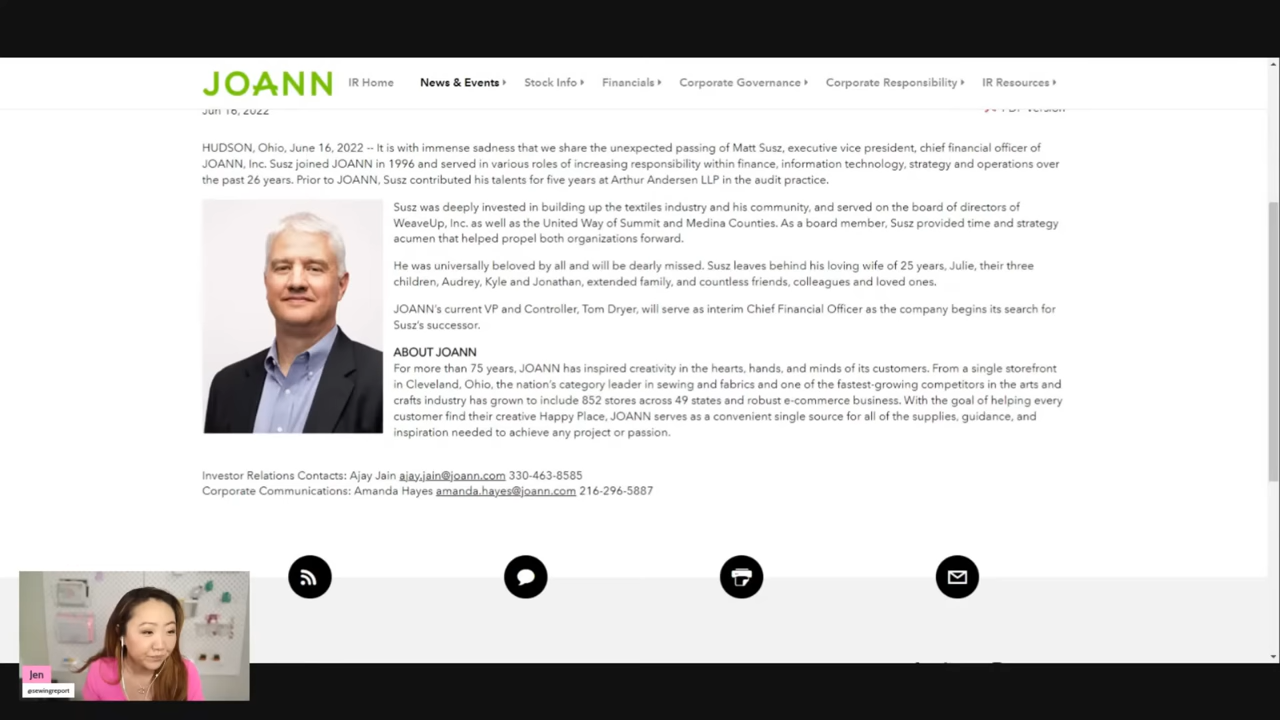 JOANN
IR Home News & Events Stock Info Financials Corporate Governance Corporate Responsibility IR Resources
Jun 16, 2022 PDF Version
HUDSON, Ohio, June 16, 2022 -- It is with immense sadness that we share the unexpected passing of Matt Susz, executive vice president, chief financial officer of
JOANN, Inc. Susz joined JOANN in 1996 and served in various roles of increasing responsibility within finance, information technology, strategy and operations over
the past 26 years. Prior to JOANN, Susz contributed his talents for five years at Arthur Andersen LLP in the audit practice.
Susz was deeply invested in building up the textiles industry and his community, and served on the board of directors of
WeaveUp, Inc. as well as the United Way of Summit and Medina Counties. As a board member, Susz provided time and strategy
acumen that helped propel both organizations forward.
He was universally beloved by all and will be dearly missed. Susz leaves behind his loving wife of 25 years, Julie, their three
children, Audrey, Kyle and Jonathan, extended family, and countless friends, colleagues and loved ones.
JOANN's current VP and Controller, Tom Dryer, will serve as interim Chief Financial Officer as the company begins its search for
Susz's successor.
ABOUT JOANN
For more than 75 years, JOANN has inspired creativity in the hearts, hands, and minds of its customers. From a single storefront
in Cleveland, Ohio, the nation's category leader in sewing and fabrics and one of the fastest-growing competitors in the arts and
crafts industry has grown to include 852 stores across 49 states and robust e-commerce business. With the goal of helping every
customer find their creative Happy Place, JOANN serves as a convenient single source for all of the supplies, guidance, and
inspiration needed to achieve any project or passion.
Investor Relations Contacts: Ajay Jain ajay.jain@joann.com 330-463-8585
Corporate Communications: Amanda Hayes amanda.hayes@joann.com 216-296-5887
Jen
@sewingreport